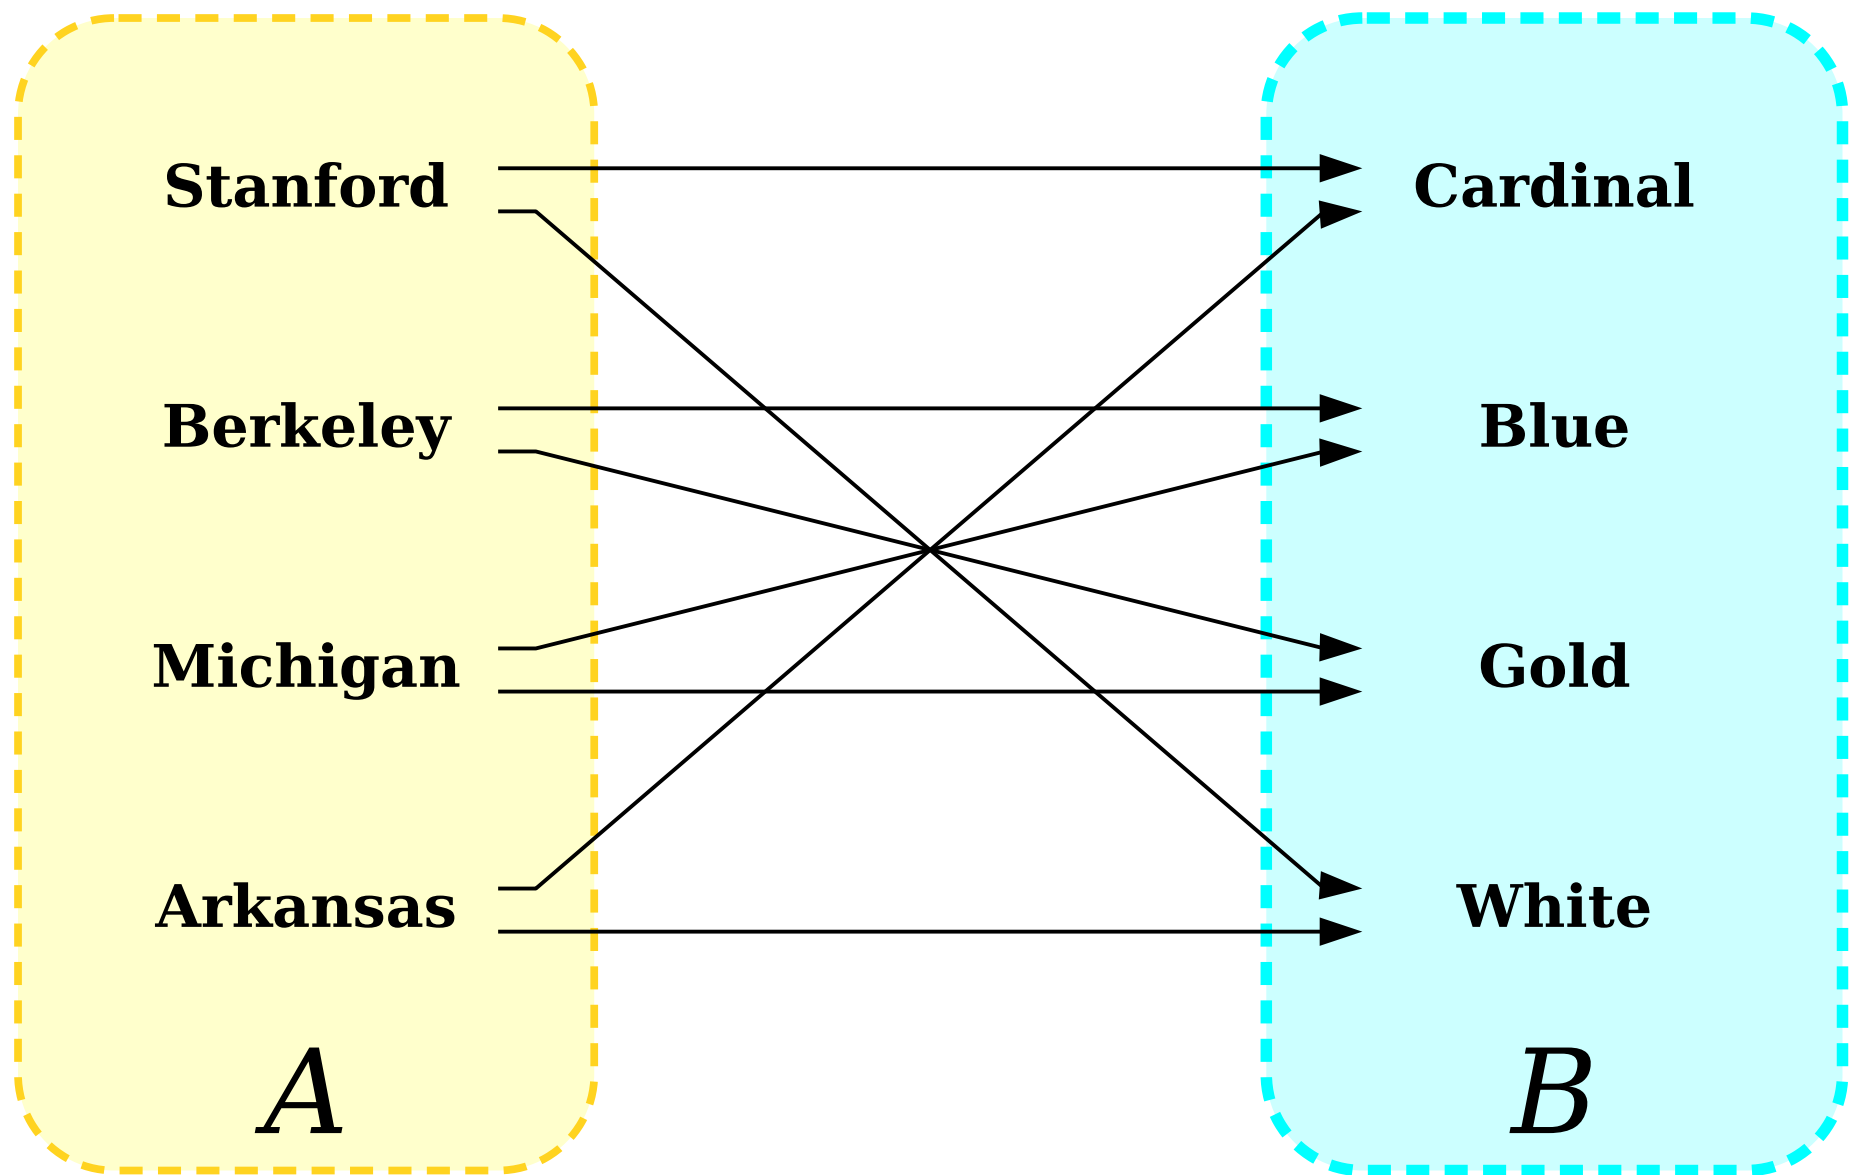 Stanford
Cardinal
Berkeley
Blue
Michigan
Gold
Arkansas
White
A
B